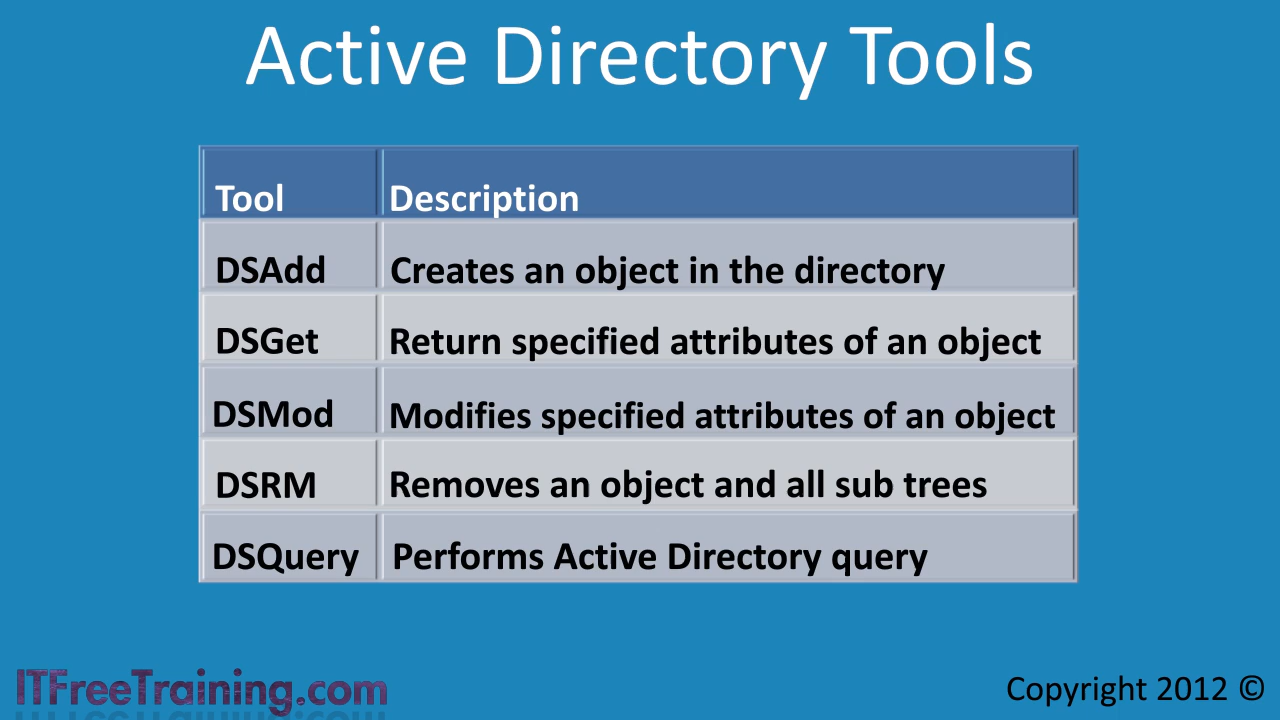 Active Directory Tools
Tool Description
DSAdd Creates an object in the directory
DSGet Return specified attributes of an object
DSMod Modifies specified attributes of an object
DSRM Removes an object and all sub trees
DSQuery Performs Active Directory query
ITFreeTraining.com
Copyright 2012 ©